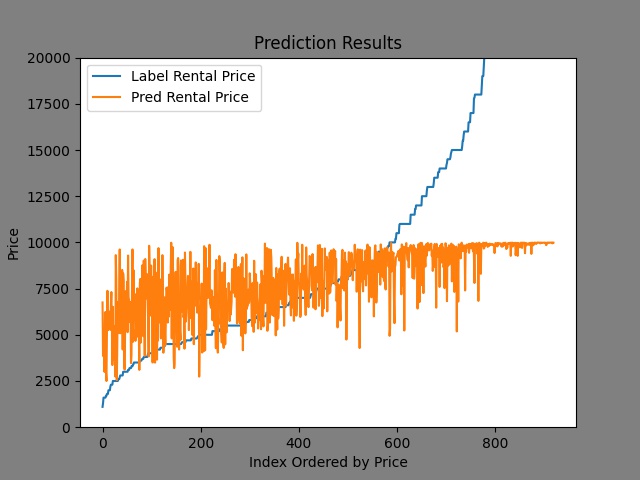 Prediction Results
Label Rental Price
Pred Rental Price
Price
20000
17500
15000
12500
10000
7500
5000
2500
0
0 200 400 600 800
Index Ordered by Price